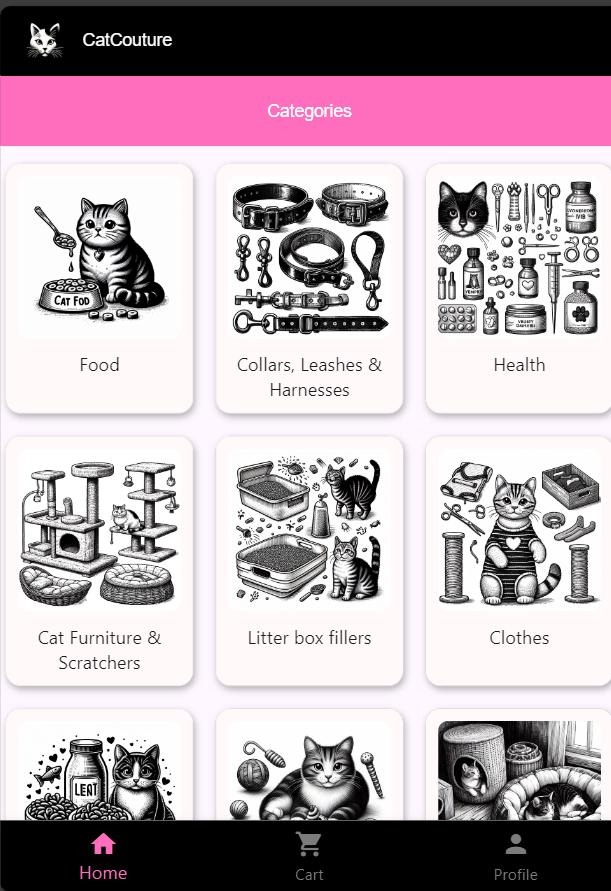 CatCouture
Categories
CAT FOD
Food
Collars, Leashes &
Harnesses
Health
Cat Furniture &
Scratchers
Litter box fillers
Clothes
LEAT
Home
Cart
Profile